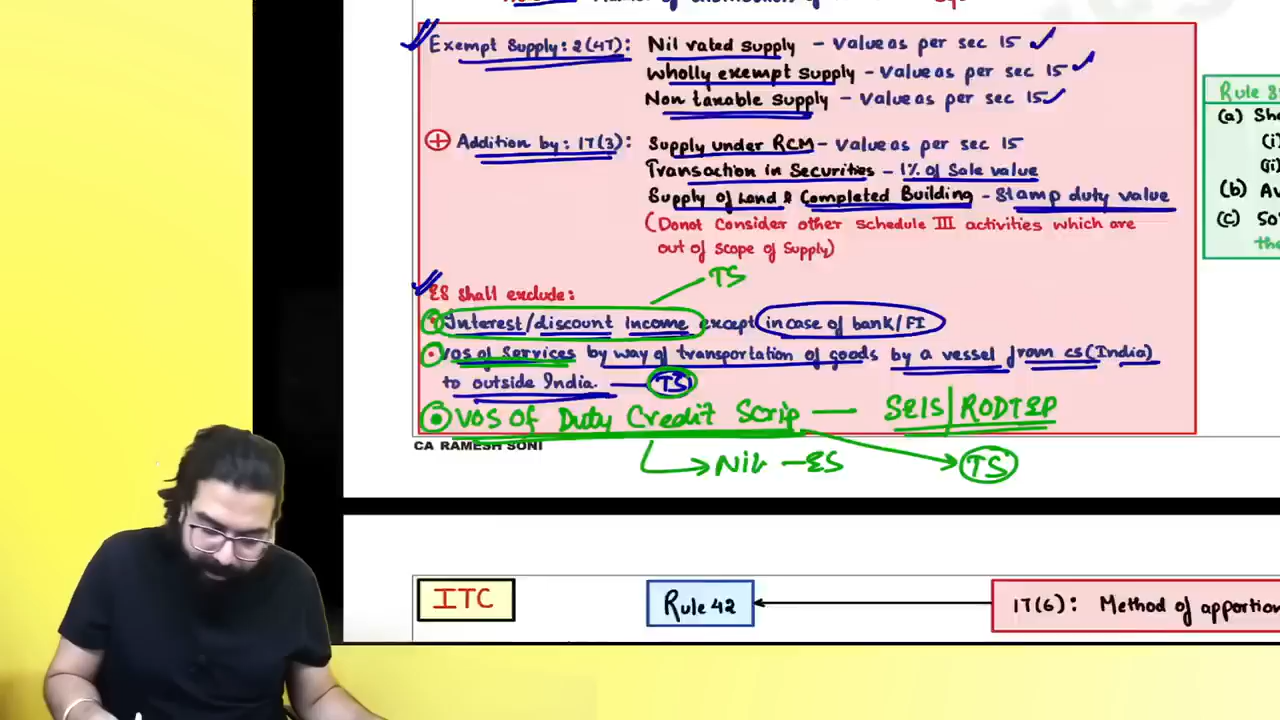 Exempt Supply: 2(47): Nil rated supply – Value as per sec 15
Wholly exempt supply – Value as per sec 15
Non taxable supply – Value as per sec 15
+ Addition by: 17(3): Supply under RCM – Value as per sec 15
Transaction in Securities – 1% of Sale value
Supply of Land & Completed Building – Stamp duty value
(Donot Consider other schedule III activities which are
out of scope of supply)
TS
ES shall exclude:
Interest/discount Income except in case of bank/FI
VOS of Services by way of transportation of goods by a vessel from CS (India)
to outside India. — TS
VOS of Duty Credit Scrip — SEIS/RODTEP
CA RAMESH SONI
Nil – ES
TS
Rule
(a)
(i)
(ii)
(b)
(c)
ITC
Rule 42
17(6): Method of